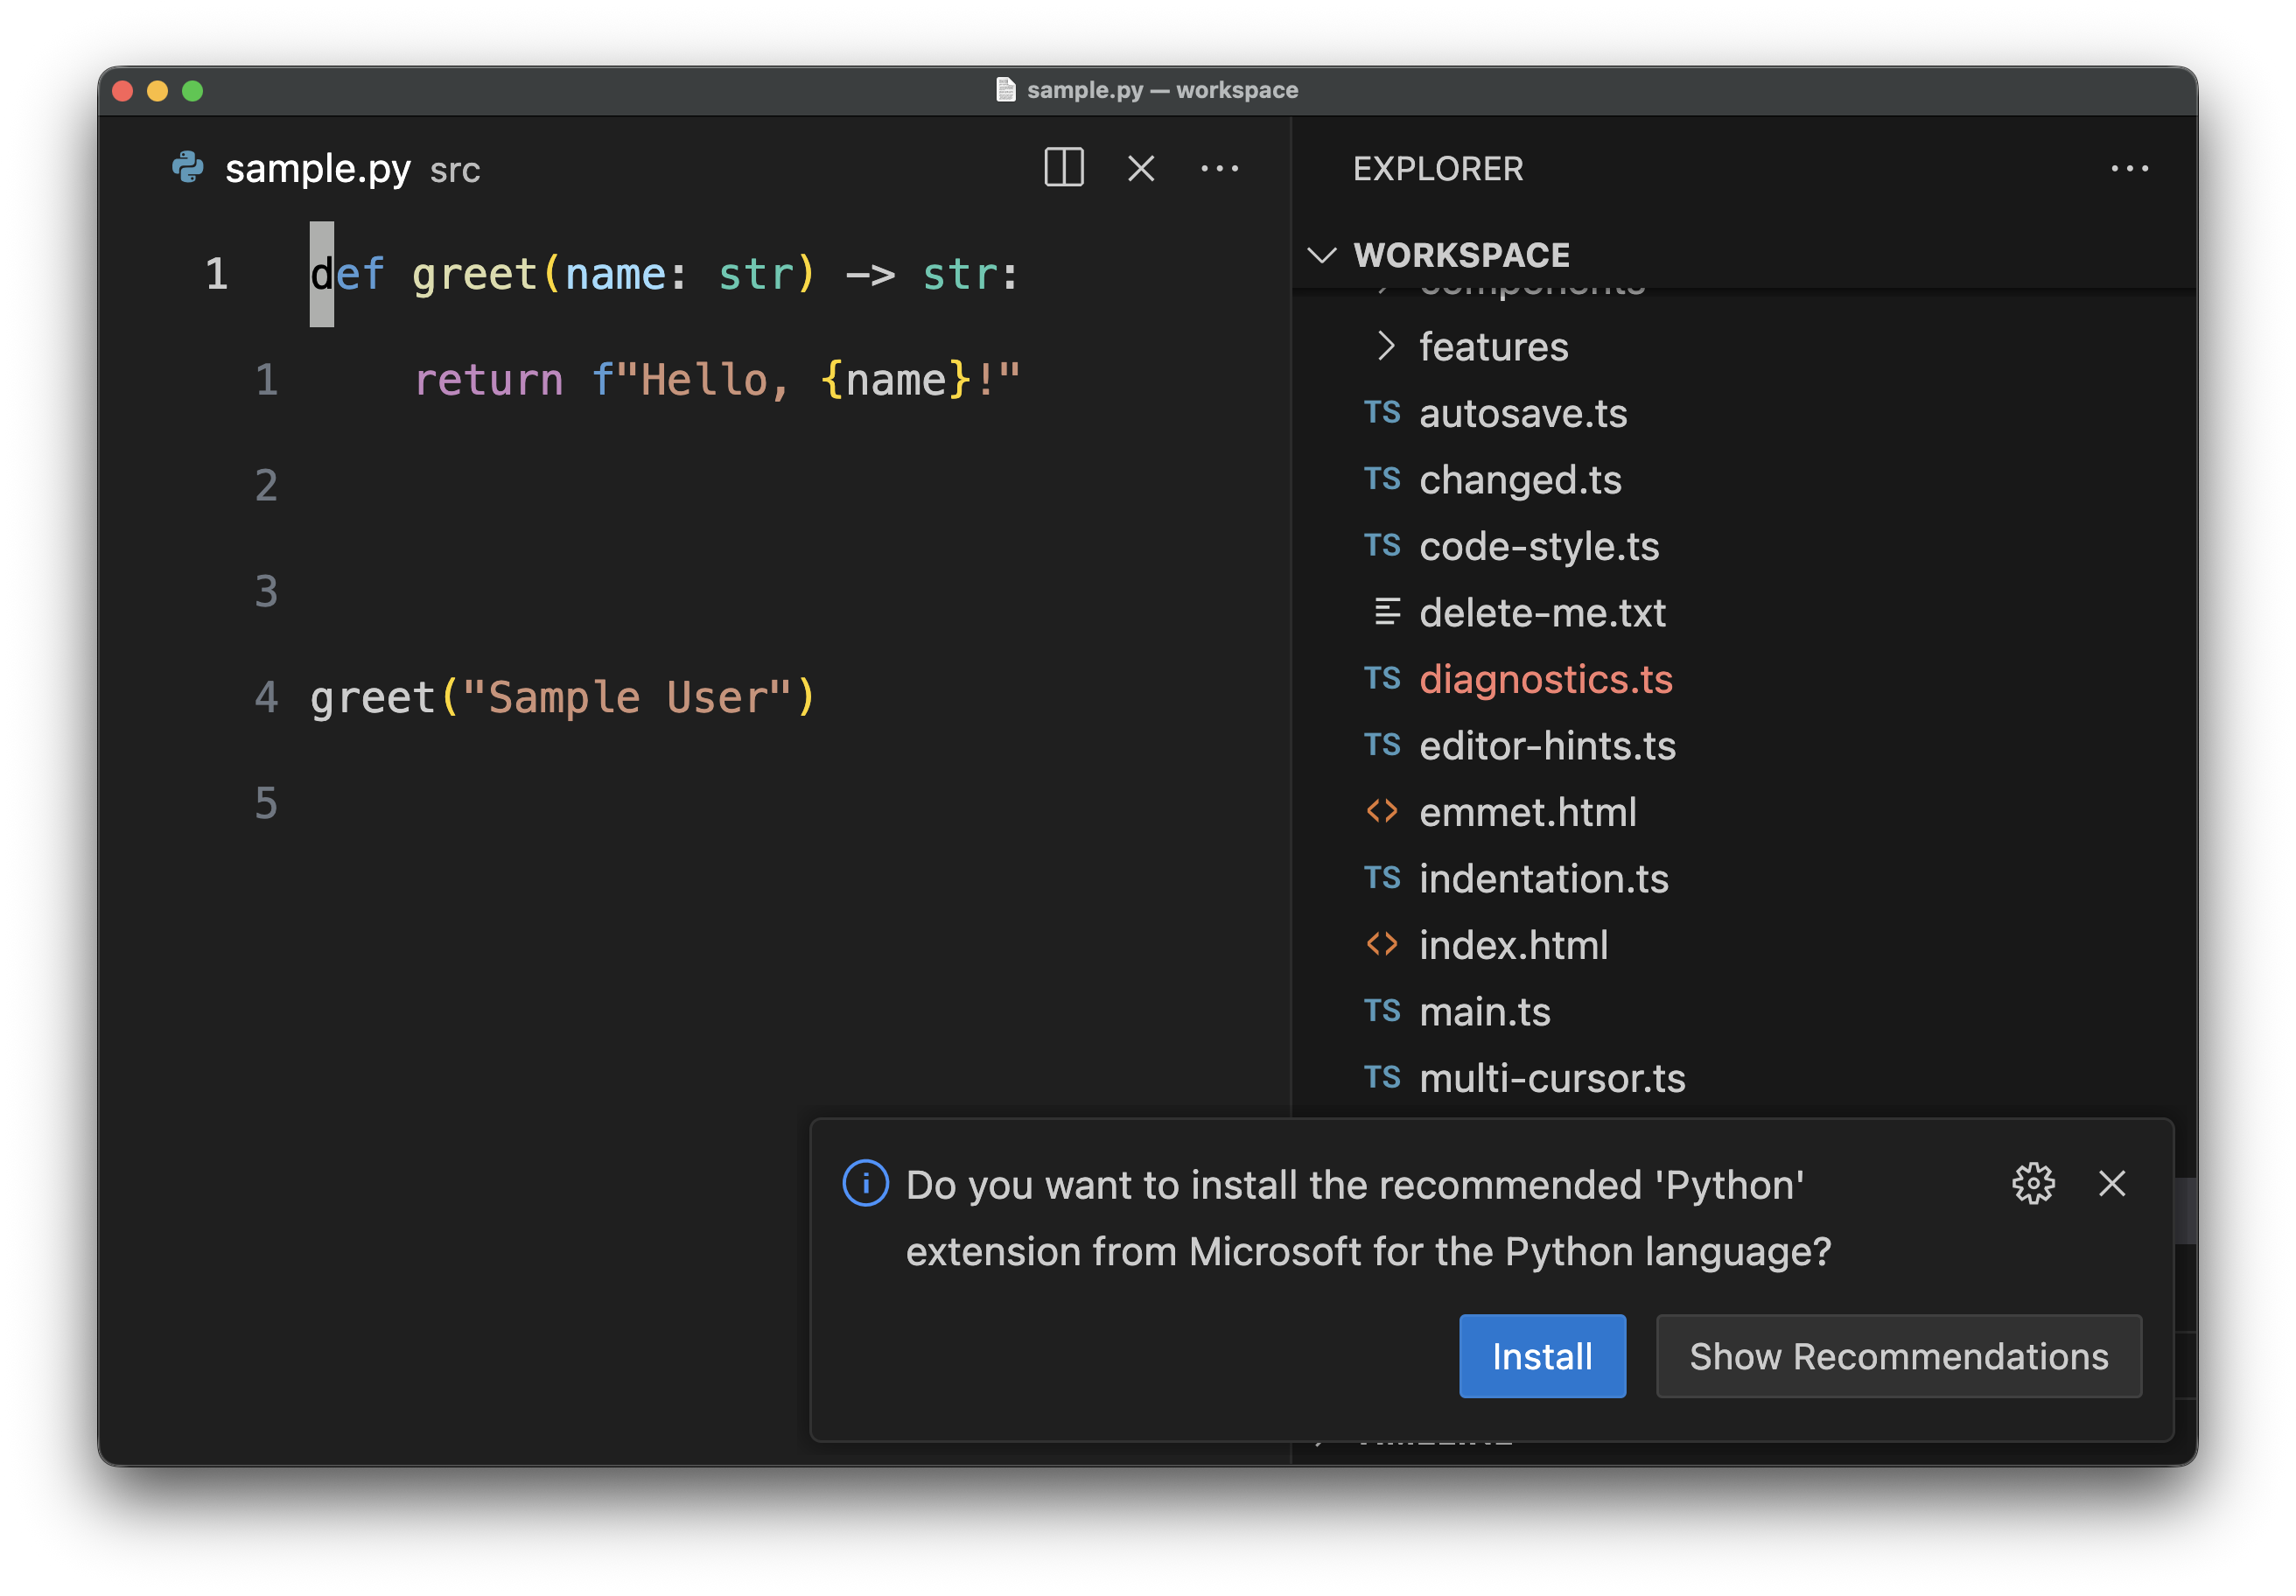 sample.py — workspace
sample.py src
1 def greet(name: str) -> str:
1 return f"Hello, {name}!"
2
3
4 greet("Sample User")
5
EXPLORER
WORKSPACE
components
features
TS autosave.ts
TS changed.ts
TS code-style.ts
delete-me.txt
TS diagnostics.ts
TS editor-hints.ts
<> emmet.html
TS indentation.ts
<> index.html
TS main.ts
TS multi-cursor.ts
Do you want to install the recommended 'Python'
extension from Microsoft for the Python language?
Install
Show Recommendations